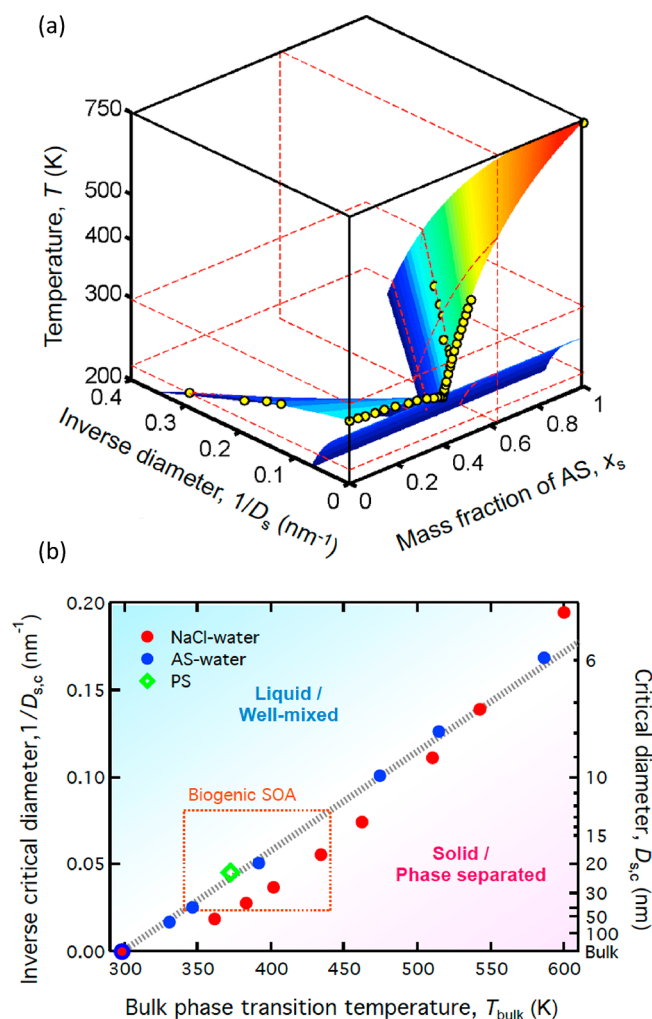 (a)
750
500
400
300
200
Temperature, T (K)
0.4
0.3
0.2
0.1
0
Inverse diameter, 1/Dₛ (nm⁻¹)
0
0.2
0.4
0.6
0.8
1
Mass fraction of AS, xₛ
(b)
0.20
0.15
0.10
0.05
0.00
Inverse critical diameter, 1/Dₛ,c (nm⁻¹)
NaCl-water
AS-water
PS
Liquid /
Well-mixed
Biogenic SOA
Solid /
Phase separated
6
10
15
20
30
50
100
Bulk
Critical diameter, Dₛ,c (nm)
300
350
400
450
500
550
600
Bulk phase transition temperature, T_bulk (K)